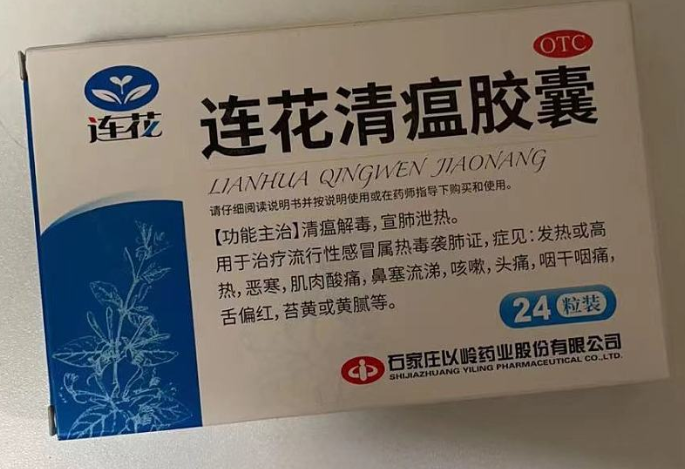 OTC
连花
连花清瘟胶囊
LIANHUA QINGWEN JIAONANG
请仔细阅读说明书并按说明使用或在药师指导下购买和使用。
【功能主治】清瘟解毒，宣肺泄热。
用于治疗流行性感冒属热毒袭肺证，症见：发热或高
热，恶寒，肌肉酸痛，鼻塞流涕，咳嗽，头痛，咽干咽痛，
舌偏红，苔黄或黄腻等。
24粒装
石家庄以岭药业股份有限公司
SHIJIAZHUANG YILING PHARMACEUTICAL CO.,LTD.